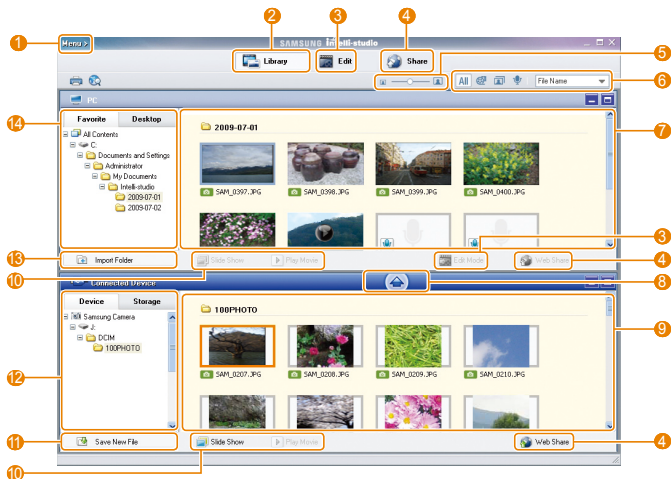 2 3 4
1 Menu > SAMSUNG Intelli-studio
Library Edit Share 5
All File Name 6
PC
14 Favorite Desktop 7
All Contents 2009-07-01
C:
Documents and Settings
Administrator
My Documents
Intelli-studio
2009-07-01 SAM_0397.JPG SAM_0398.JPG SAM_0399.JPG SAM_0400.JPG
2009-07-02
3
13 Import Folder Slide Show Play Movie Edit Mode Web Share 4
10 Connected Device 8
Device Storage
Samsung Camera 100PHOTO 9
J:
DCIM
100PHOTO
12 SAM_0207.JPG SAM_0208.JPG SAM_0209.JPG SAM_0210.JPG
11 Save New File Slide Show Play Movie Web Share 4
10